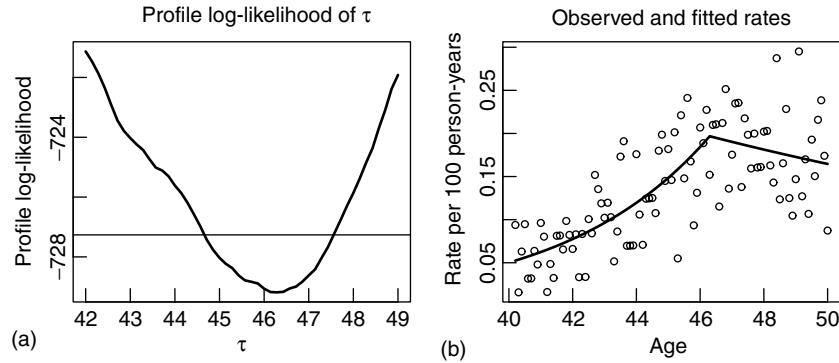 Profile log-likelihood of τ
Profile log-likelihood
−724
−728
42 43 44 45 46 47 48 49
τ
(a)
Observed and fitted rates
Rate per 100 person-years
0.25
0.15
0.05
40 42 44 46 48 50
Age
(b)